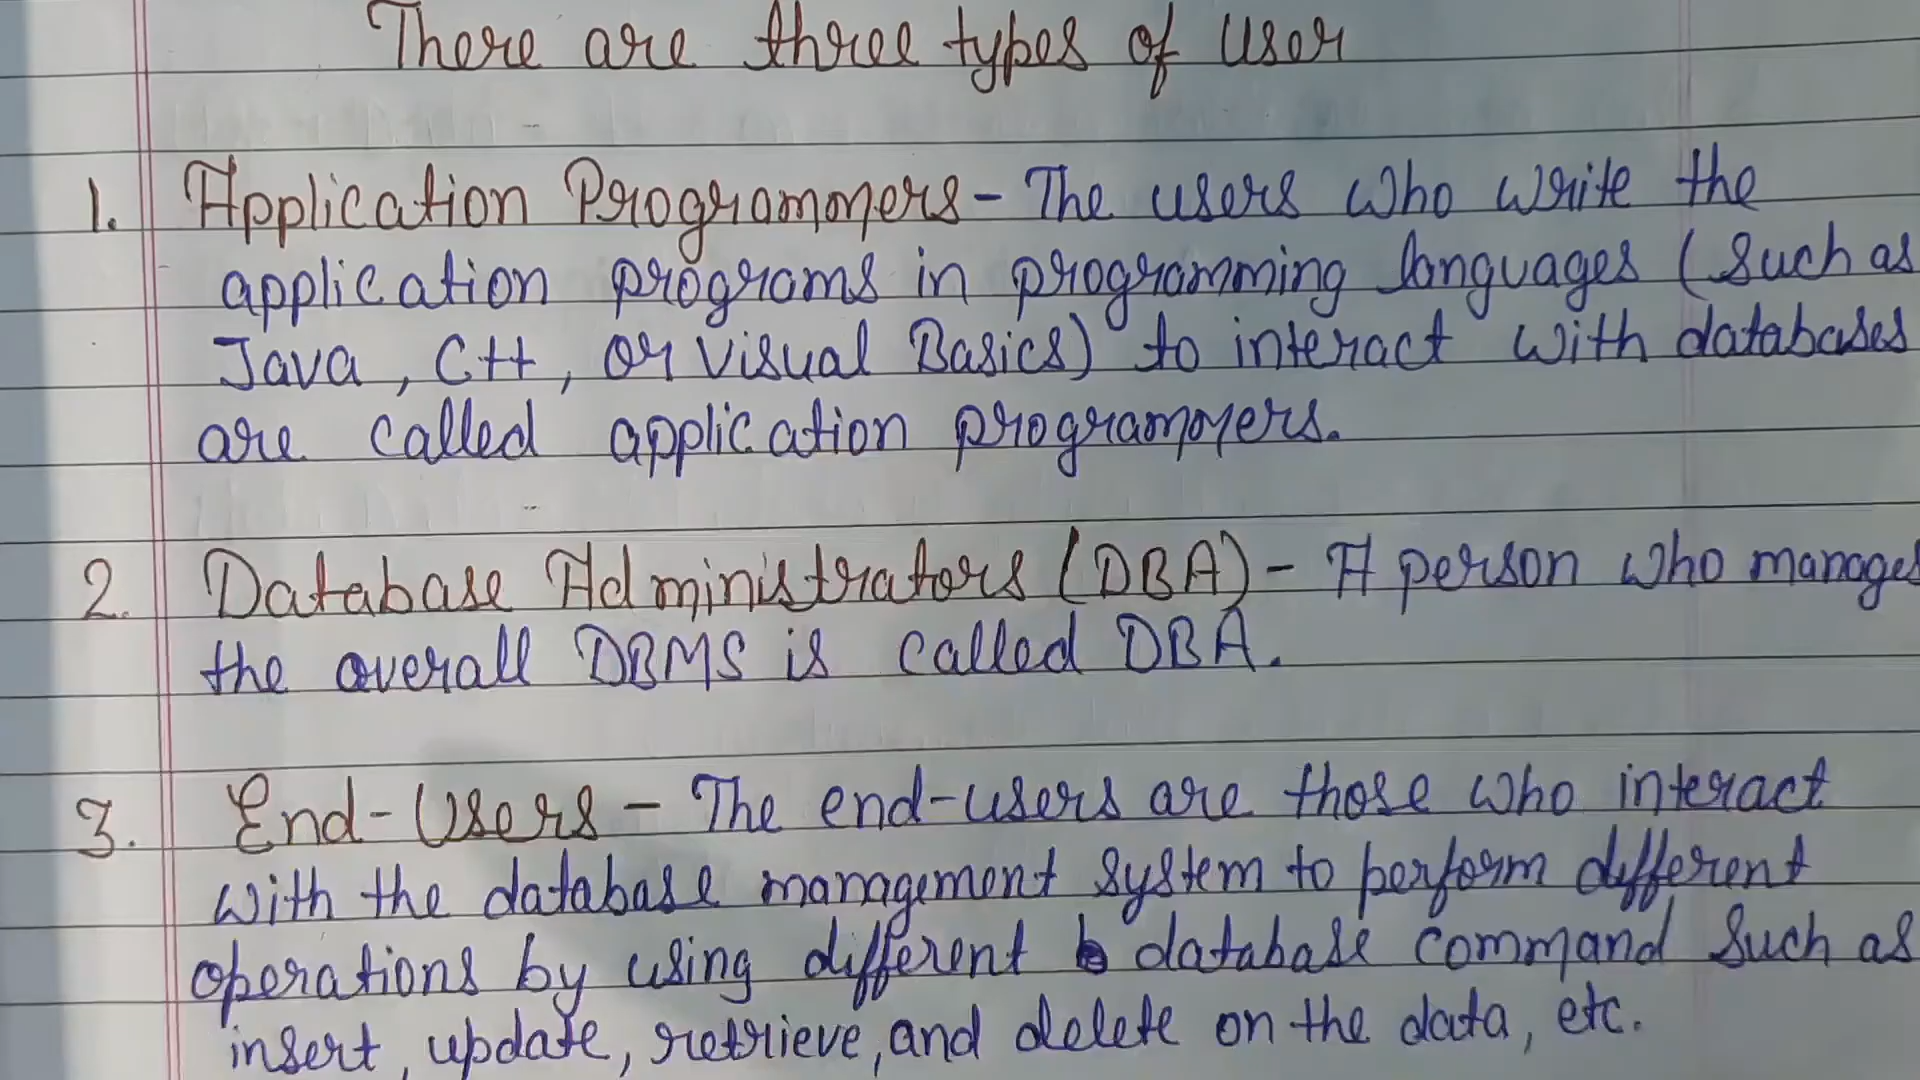 There are three types of user
1. Application Programmers - The users who write the
application programs in programming languages (such as
Java, C++, or Visual Basics) to interact with databases
are called application programmers.
2. Database Administrators (DBA) - A person who manages
the overall DBMS is called DBA.
3. End-Users - The end-users are those who interact
with the database management system to perform different
operations by using different database command such as
insert, update, retrieve, and delete on the data, etc.